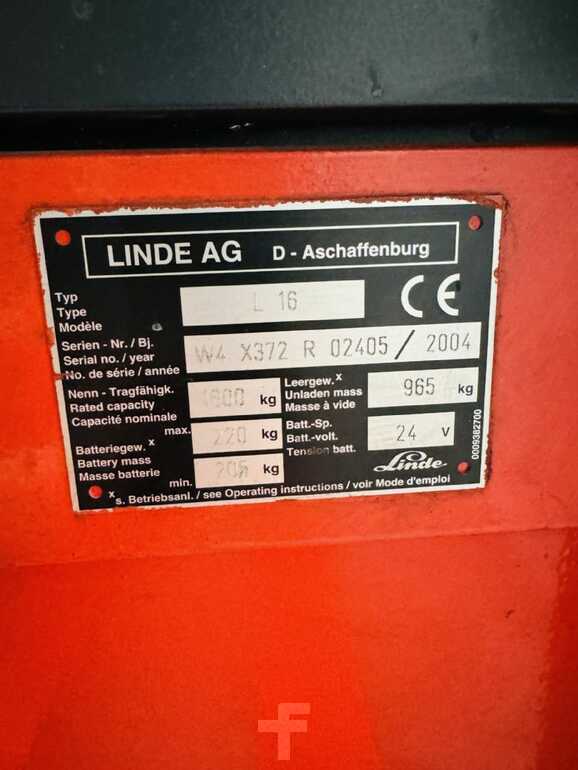 LINDE AG D - Aschaffenburg
Typ
Type
Modèle
L 16
CE
Serien - Nr. / Bj.
Serial no. / year
No. de série / année
W4 X372 R 02405 / 2004
Nenn - Tragfähigk.
Rated capacity
Capacité nominale
1600 kg
Leergew. x
Unladen mass
Masse à vide
965 kg
Batteriegew. x
Battery mass
Masse batterie
max. 220 kg
min. 205 kg
Batt.-Sp.
Batt.-volt.
Tension batt.
24 V
Linde
x s. Betriebsanl. / see Operating instructions / voir Mode d'emploi
0009382700